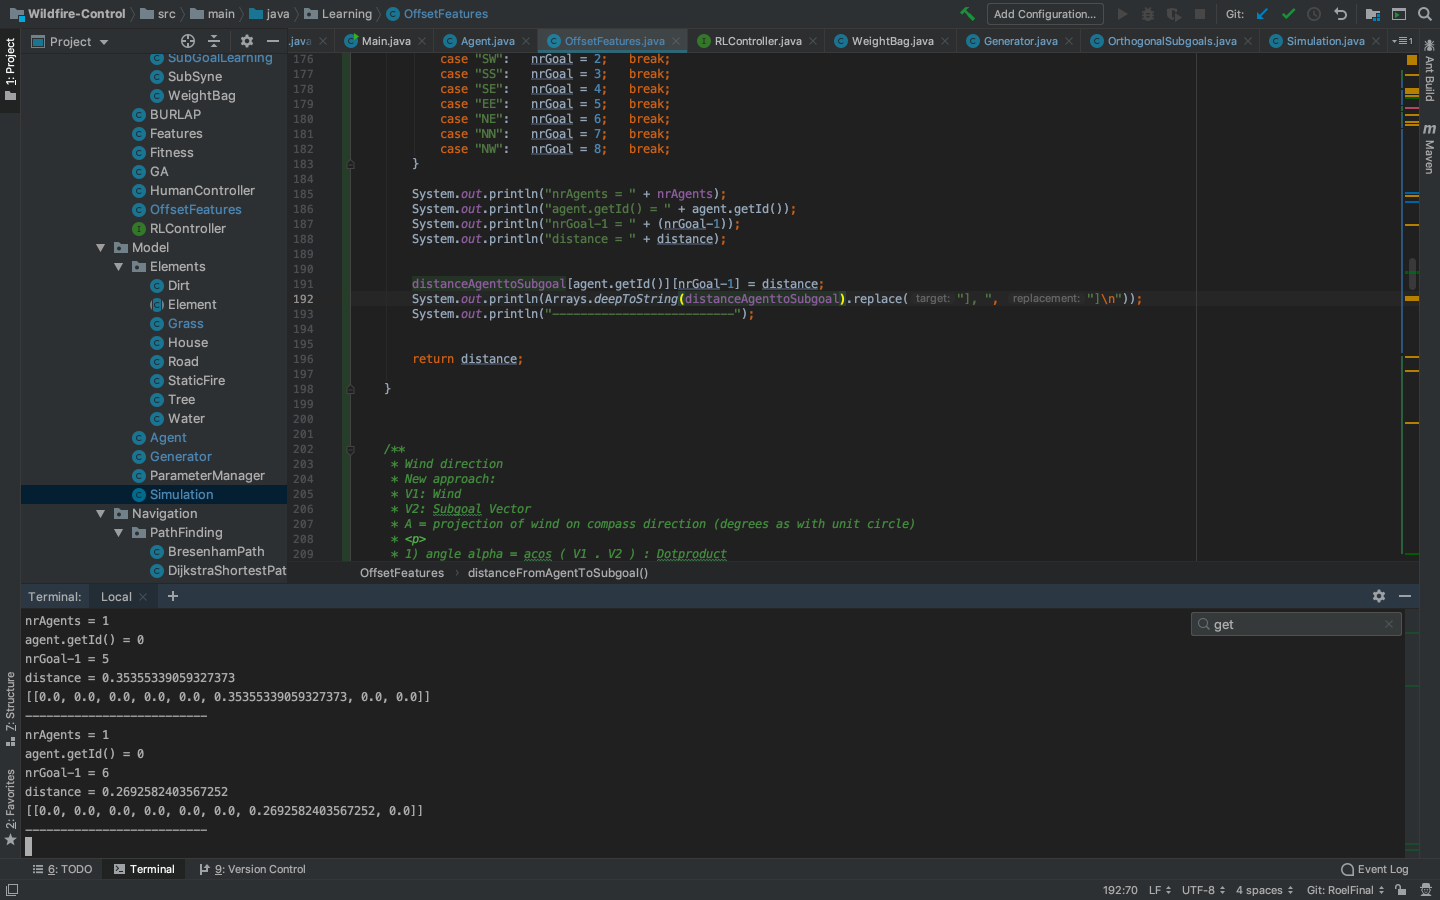 Wildfire-Control src main java Learning OffsetFeatures Add Configuration... Git:
1: Project
Project
.java Main.java Agent.java OffsetFeatures.java RLController.java WeightBag.java Generator.java OrthogonalSubgoals.java Simulation.java
Ant Build
Maven
SubGoalLearning
SubSyne
WeightBag
BURLAP
Features
Fitness
GA
HumanController
OffsetFeatures
RLController
Model
Elements
Dirt
Element
Grass
House
Road
StaticFire
Tree
Water
Agent
Generator
ParameterManager
Simulation
Navigation
PathFinding
BresenhamPath
DijkstraShortestPat
176 case "SW": nrGoal = 2; break;
177 case "SS": nrGoal = 3; break;
178 case "SE": nrGoal = 4; break;
179 case "EE": nrGoal = 5; break;
180 case "NE": nrGoal = 6; break;
181 case "NN": nrGoal = 7; break;
182 case "NW": nrGoal = 8; break;
183 }
184
185 System.out.println("nrAgents = " + nrAgents);
186 System.out.println("agent.getId() = " + agent.getId());
187 System.out.println("nrGoal-1 = " + (nrGoal-1));
188 System.out.println("distance = " + distance);
189
190
191 distanceAgenttoSubgoal[agent.getId()][nrGoal-1] = distance;
192 System.out.println(Arrays.deepToString(distanceAgenttoSubgoal).replace( target: "], ", replacement: "]\n"));
193 System.out.println("--------------------------");
194
195
196 return distance;
197
198 }
199
200
201
202 /**
203 * Wind direction
204 * New approach:
205 * V1: Wind
206 * V2: Subgoal Vector
207 * A = projection of wind on compass direction (degrees as with unit circle)
208 * <p>
209 * 1) angle alpha = acos ( V1 . V2 ) : Dotproduct
OffsetFeatures distanceFromAgentToSubgoal()
Terminal: Local +
get
nrAgents = 1
agent.getId() = 0
nrGoal-1 = 5
distance = 0.35355339059327373
[[0.0, 0.0, 0.0, 0.0, 0.0, 0.35355339059327373, 0.0, 0.0]]
--------------------------
nrAgents = 1
agent.getId() = 0
nrGoal-1 = 6
distance = 0.2692582403567252
[[0.0, 0.0, 0.0, 0.0, 0.0, 0.0, 0.2692582403567252, 0.0]]
--------------------------
7: Structure
2: Favorites
6: TODO Terminal 9: Version Control Event Log
192:70 LF UTF-8 4 spaces Git: RoelFinal